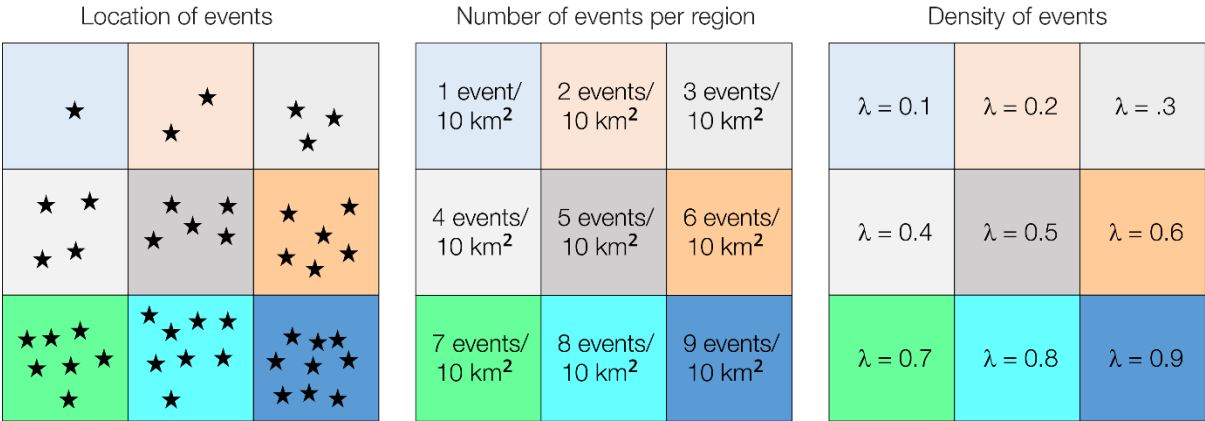 Location of events
Number of events per region
Density of events
1 event/
10 km²
2 events/
10 km²
3 events/
10 km²
4 events/
10 km²
5 events/
10 km²
6 events/
10 km²
7 events/
10 km²
8 events/
10 km²
9 events/
10 km²
λ = 0.1
λ = 0.2
λ = .3
λ = 0.4
λ = 0.5
λ = 0.6
λ = 0.7
λ = 0.8
λ = 0.9